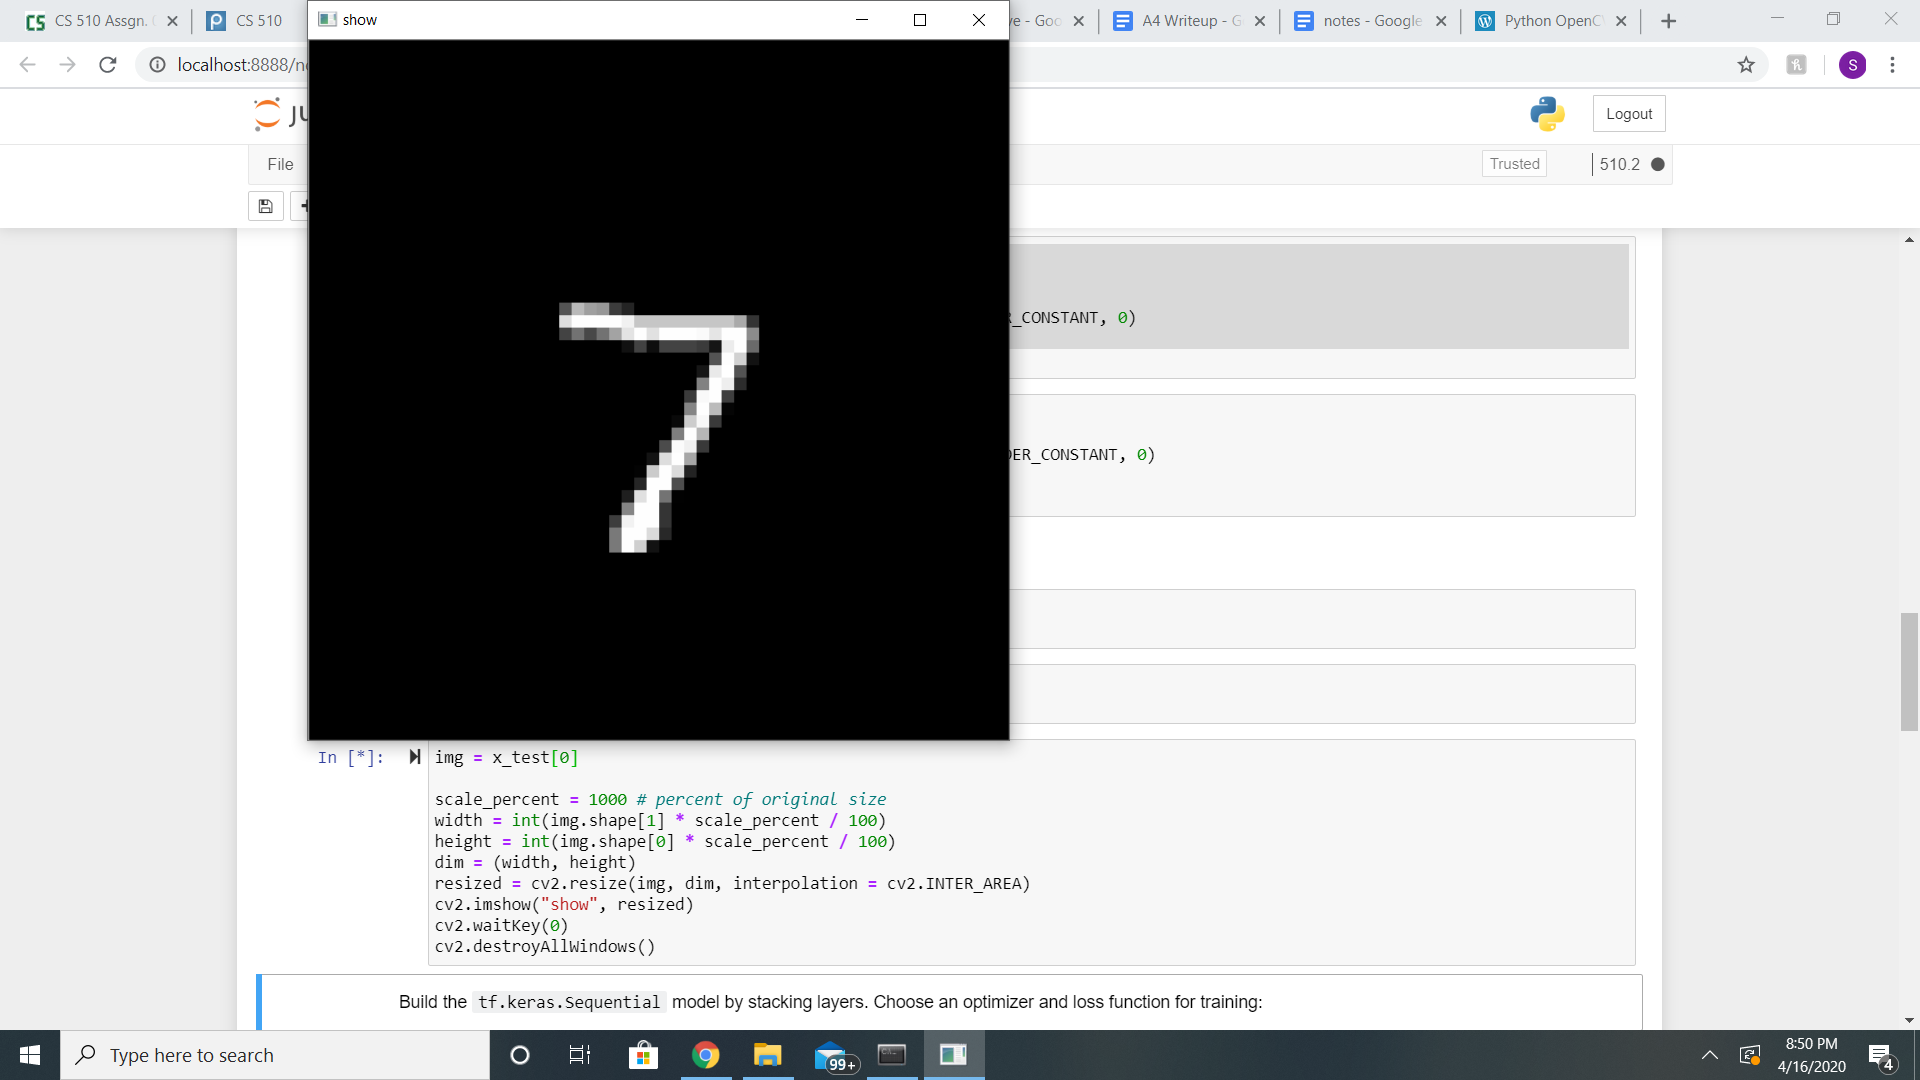 CS 510 Assgn.
CS 510
show
ve - Goo
A4 Writeup - G
notes - Google
Python OpenC
localhost:8888/n
Logout
File
Trusted
510.2
R_CONSTANT, 0)
DER_CONSTANT, 0)
7
In [*]:
img = x_test[0]
scale_percent = 1000 # percent of original size
width = int(img.shape[1] * scale_percent / 100)
height = int(img.shape[0] * scale_percent / 100)
dim = (width, height)
resized = cv2.resize(img, dim, interpolation = cv2.INTER_AREA)
cv2.imshow("show", resized)
cv2.waitKey(0)
cv2.destroyAllWindows()
Build the tf.keras.Sequential model by stacking layers. Choose an optimizer and loss function for training:
Type here to search
99+
8:50 PM
4/16/2020
4